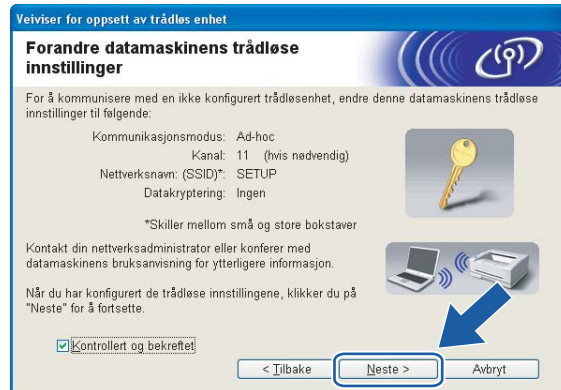 Veiviser for oppsett av trådløs enhet
Forandre datamaskinens trådløse
innstillinger
For å kommunisere med en ikke konfigurert trådløsenhet, endre denne datamaskinens trådløse
innstillinger til følgende:
Kommunikasjonsmodus: Ad-hoc
Kanal: 11 (hvis nødvendig)
Nettverksnavn: (SSID)*: SETUP
Datakryptering: Ingen
*Skiller mellom små og store bokstaver
Kontakt din nettverksadministrator eller konferer med
datamaskinens bruksanvisning for ytterligere informasjon.
Når du har konfigurert de trådløse innstillingene, klikker du på
"Neste" for å fortsette.
Kontrollert og bekreftet
< Tilbake Neste > Avbryt